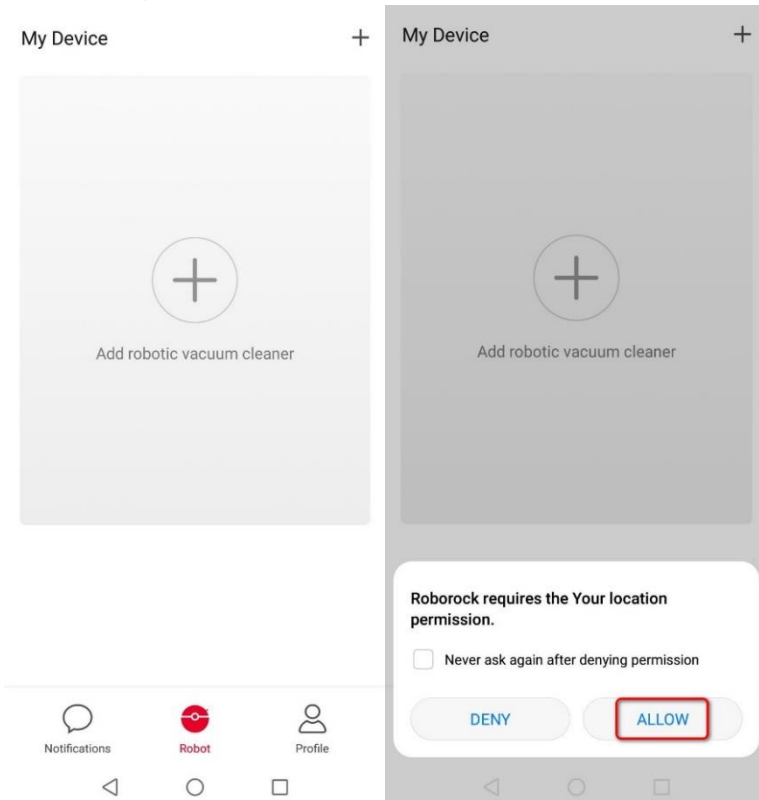 My Device
Add robotic vacuum cleaner
Notifications
Robot
Profile
My Device
Add robotic vacuum cleaner
Roborock requires the Your location
permission.
Never ask again after denying permission
DENY
ALLOW